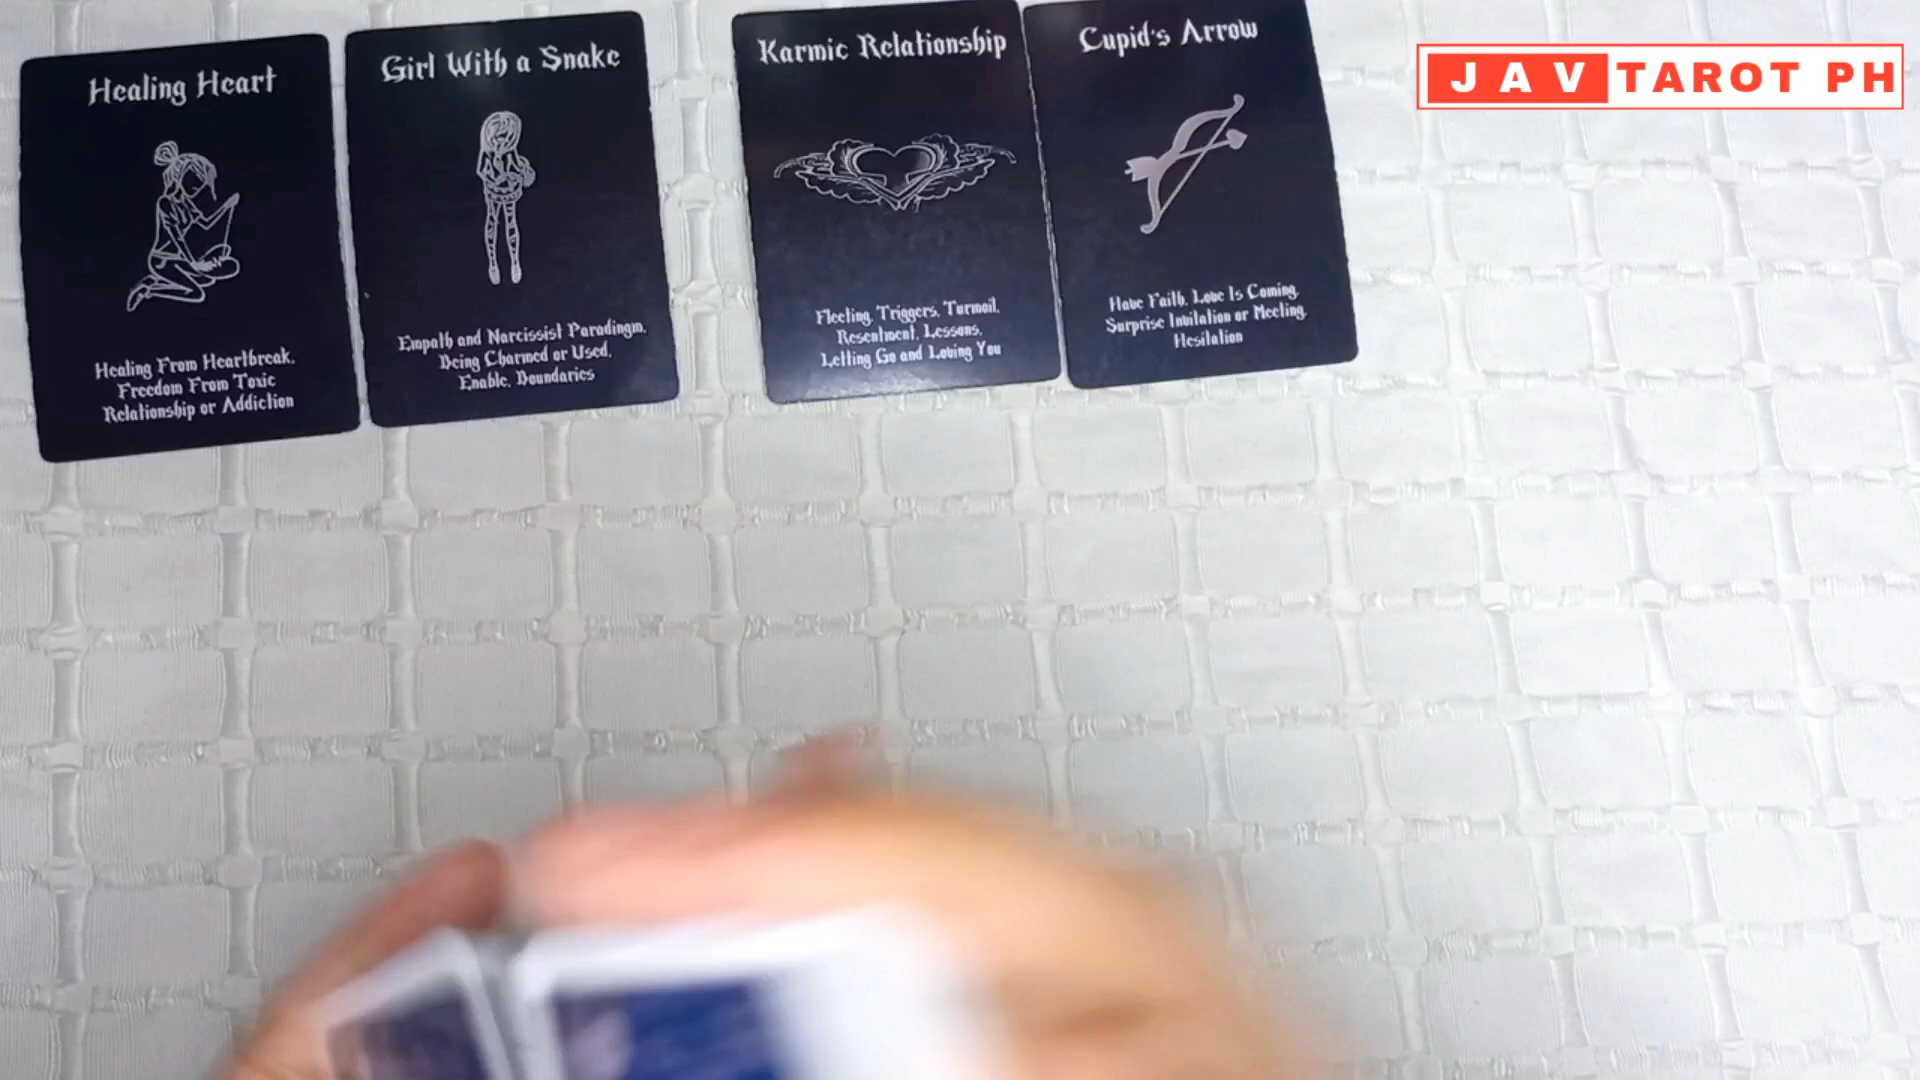 Healing Heart
Healing From Heartbreak,
Freedom From Toxic
Relationship or Addiction
Girl With a Snake
Empath and Narcissist Paradingm,
Being Charmed or Used,
Enable, Boundaries
Karmic Relationship
Fleeting, Triggers, Turmoil,
Resentment, Lessons,
Letting Go and Loving You
Cupid's Arrow
Have Faith, Love Is Coming,
Surprise Invitation or Meeting,
Hesitation
JAV TAROT PH